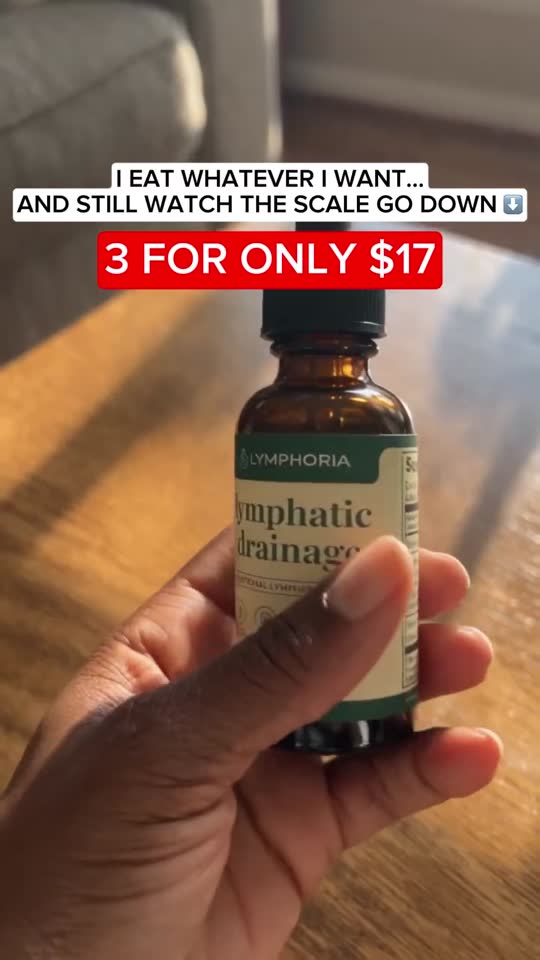 I EAT WHATEVER I WANT...
AND STILL WATCH THE SCALE GO DOWN ⬇️
3 FOR ONLY $17
LYMPHORIA
lymphatic
drainage